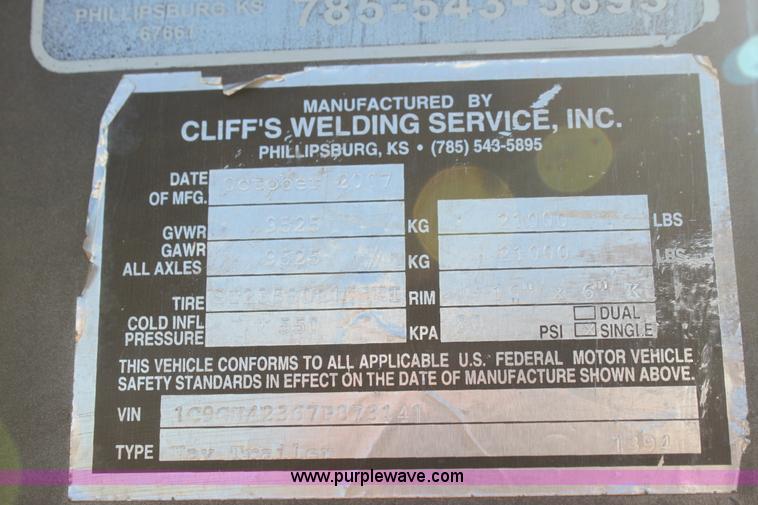 PHILLIPSBURG, KS 785-543-5895
67661
MANUFACTURED BY
CLIFF'S WELDING SERVICE, INC.
PHILLIPSBURG, KS • (785) 543-5895
DATE OF MFG. October 2007
GVWR 9525 KG LBS
GAWR ALL AXLES 9525 KG LBS
TIRE RIM 6" K
COLD INFL PRESSURE KPA PSI DUAL SINGLE
THIS VEHICLE CONFORMS TO ALL APPLICABLE U.S. FEDERAL MOTOR VEHICLE
SAFETY STANDARDS IN EFFECT ON THE DATE OF MANUFACTURE SHOWN ABOVE.
VIN
TYPE Hay Trailer
www.purplewave.com